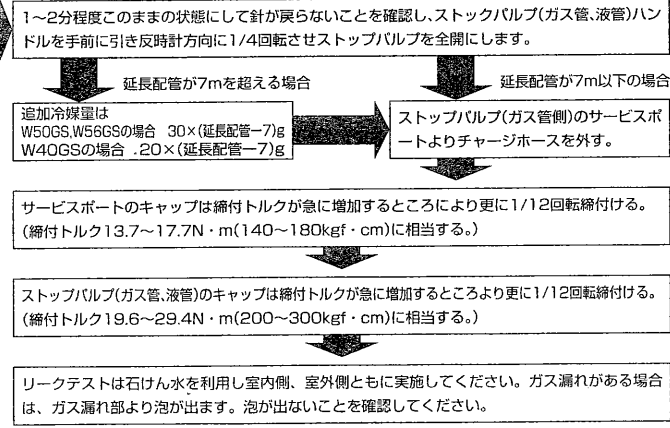 1～2分程度このままの状態にして針が戻らないことを確認し、ストックバルブ(ガス管、液管)ハン
ドルを手前に引き反時計方向に1/4回転させストップバルブを全開にします。
延長配管が7mを超える場合
延長配管が7m以下の場合
追加冷媒量は
W50GS,W56GSの場合 30×(延長配管ー7)g
W40GSの場合 .20×(延長配管ー7)g
ストップバルブ(ガス管側)のサービスポ
ートよりチャージホースを外す。
サービスポートのキャップは締付トルクが急に増加するところにより更に1/12回転締付ける。
(締付トルク13.7～17.7N・m(140～180kgf・cm)に相当する。)
ストップバルブ(ガス管、液管)のキャップは締付トルクが急に増加するところより更に1/12回転締付ける。
(締付トルク19.6～29.4N・m(200～300kgf・cm)に相当する。)
リークテストは石けん水を利用し室内側、室外側ともに実施してください。ガス漏れがある場合
は、ガス漏れ部より泡が出ます。泡が出ないことを確認してください。